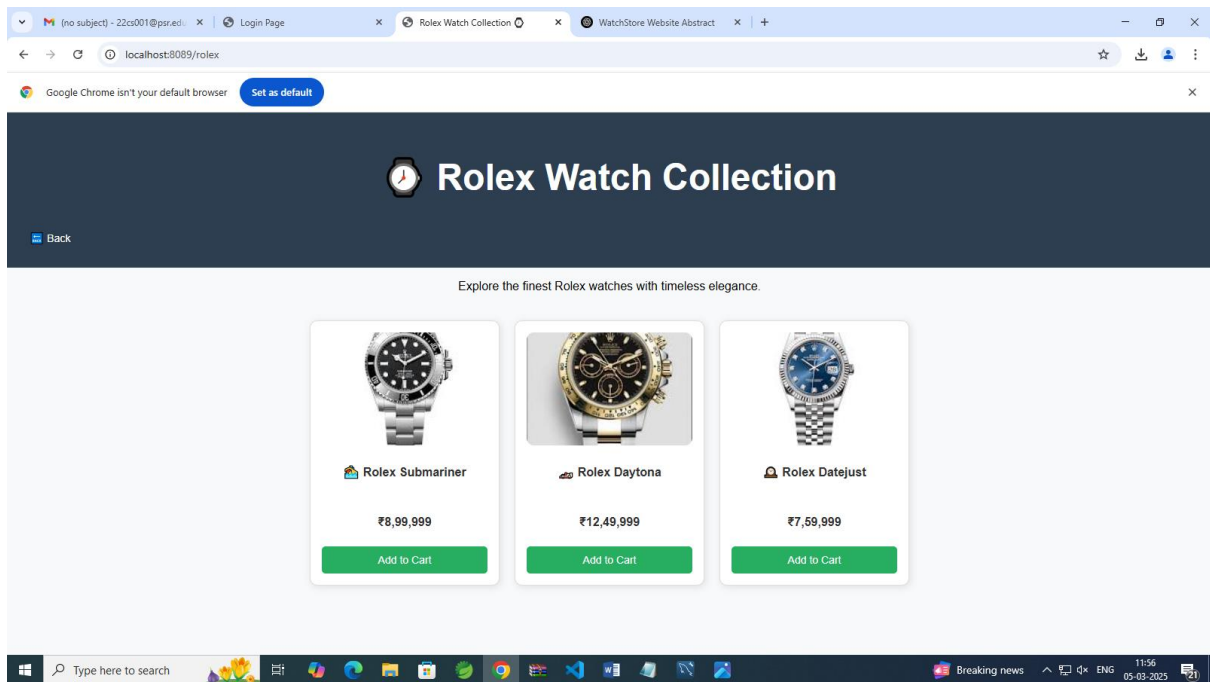 (no subject) - 22cs001@psr.edu
Login Page
Rolex Watch Collection
WatchStore Website Abstract
localhost:8089/rolex
Google Chrome isn't your default browser
Set as default
Rolex Watch Collection
Back
Explore the finest Rolex watches with timeless elegance.
Rolex Submariner
Rolex Daytona
Rolex Datejust
₹8,99,999
₹12,49,999
₹7,59,999
Add to Cart
Add to Cart
Add to Cart
Type here to search
Breaking news
ENG
11:56
05-03-2025
21